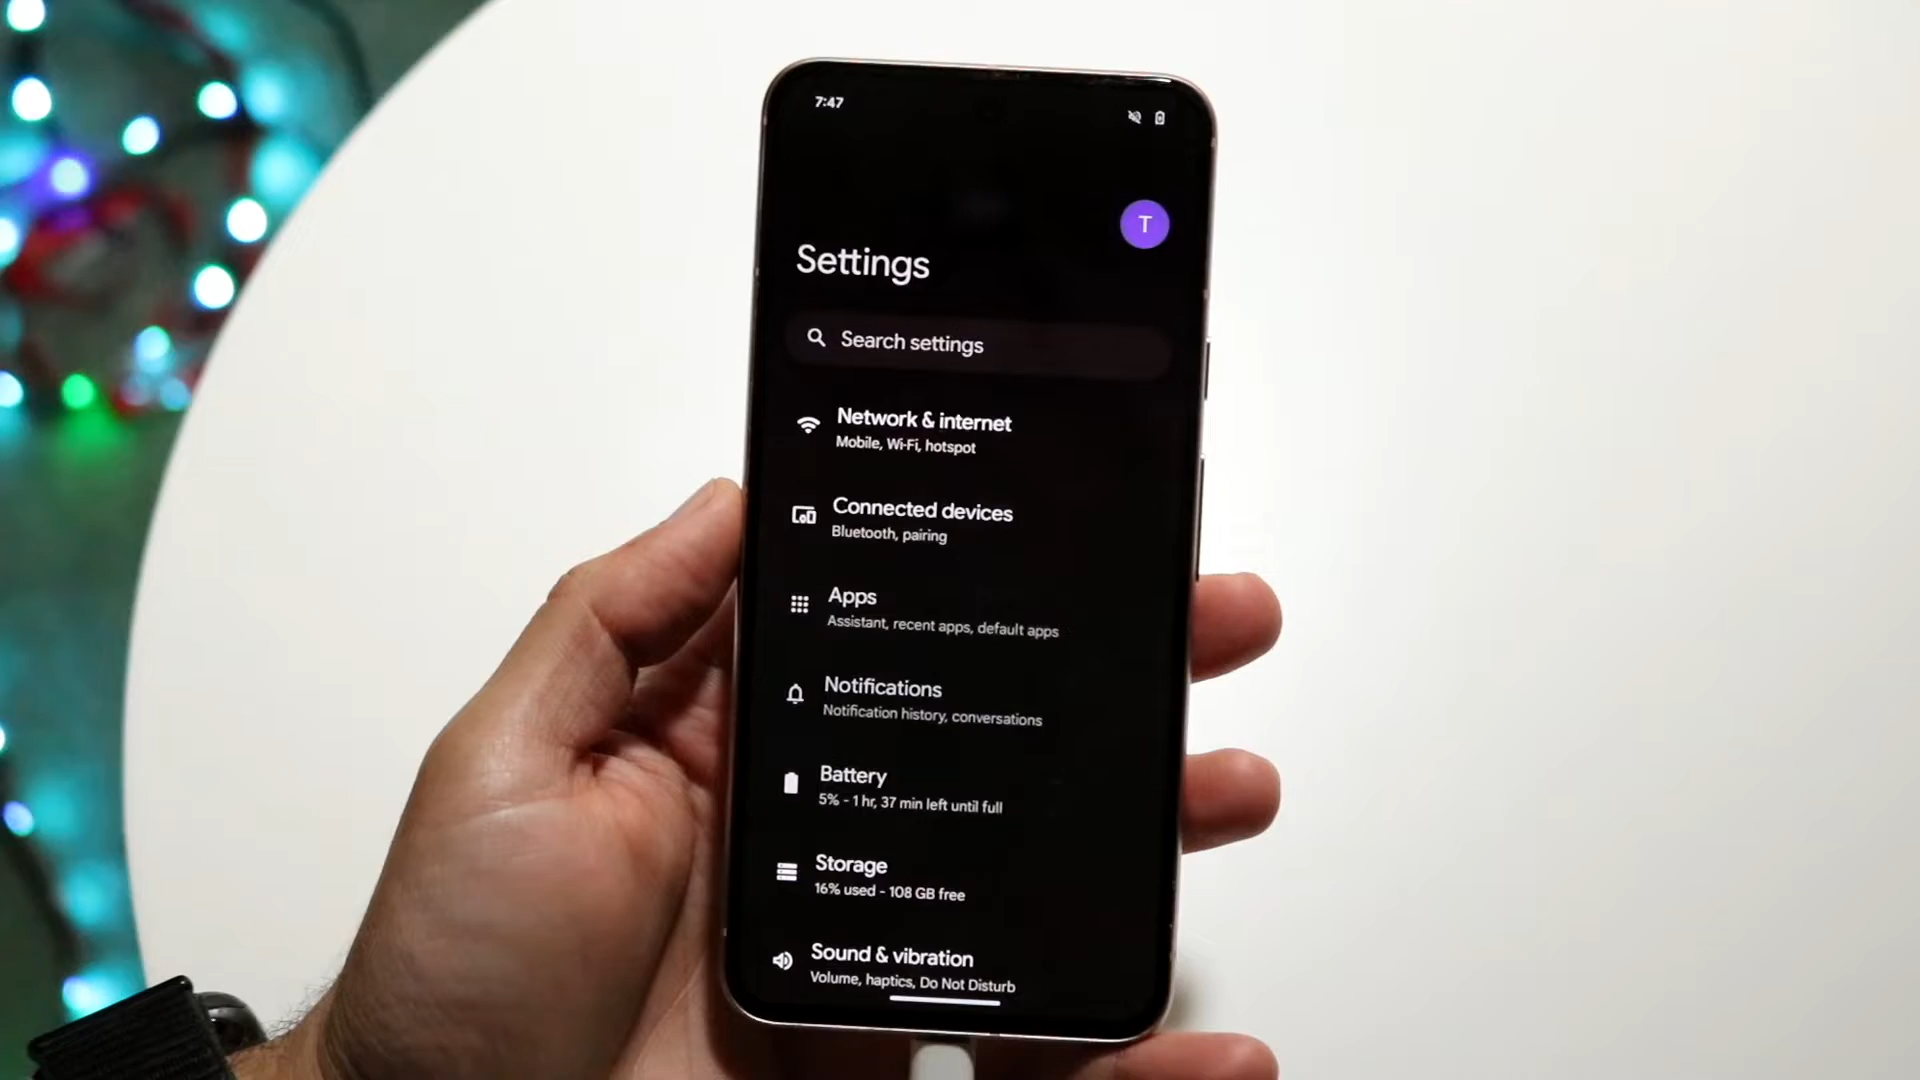 7:47
T
Settings
Search settings
Network & internet
Mobile, Wi-Fi, hotspot
Connected devices
Bluetooth, pairing
Apps
Assistant, recent apps, default apps
Notifications
Notification history, conversations
Battery
5% - 1 hr, 37 min left until full
Storage
16% used - 108 GB free
Sound & vibration
Volume, haptics, Do Not Disturb